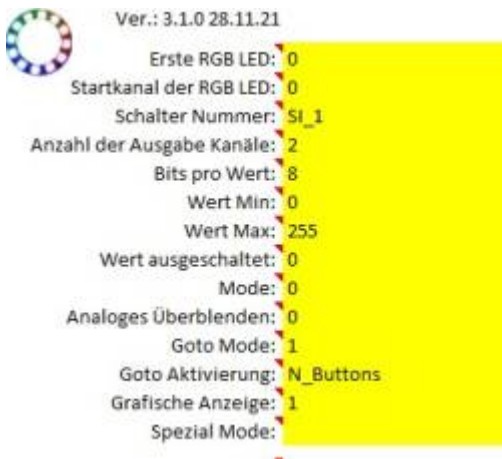 Ver.: 3.1.0 28.11.21
Erste RGB LED: 0
Startkanal der RGB LED: 0
Schalter Nummer: SI_1
Anzahl der Ausgabe Kanäle: 2
Bits pro Wert: 8
Wert Min: 0
Wert Max: 255
Wert ausgeschaltet: 0
Mode: 0
Analoges Überblenden: 0
Goto Mode: 1
Goto Aktivierung: N_Buttons
Grafische Anzeige: 1
Spezial Mode: